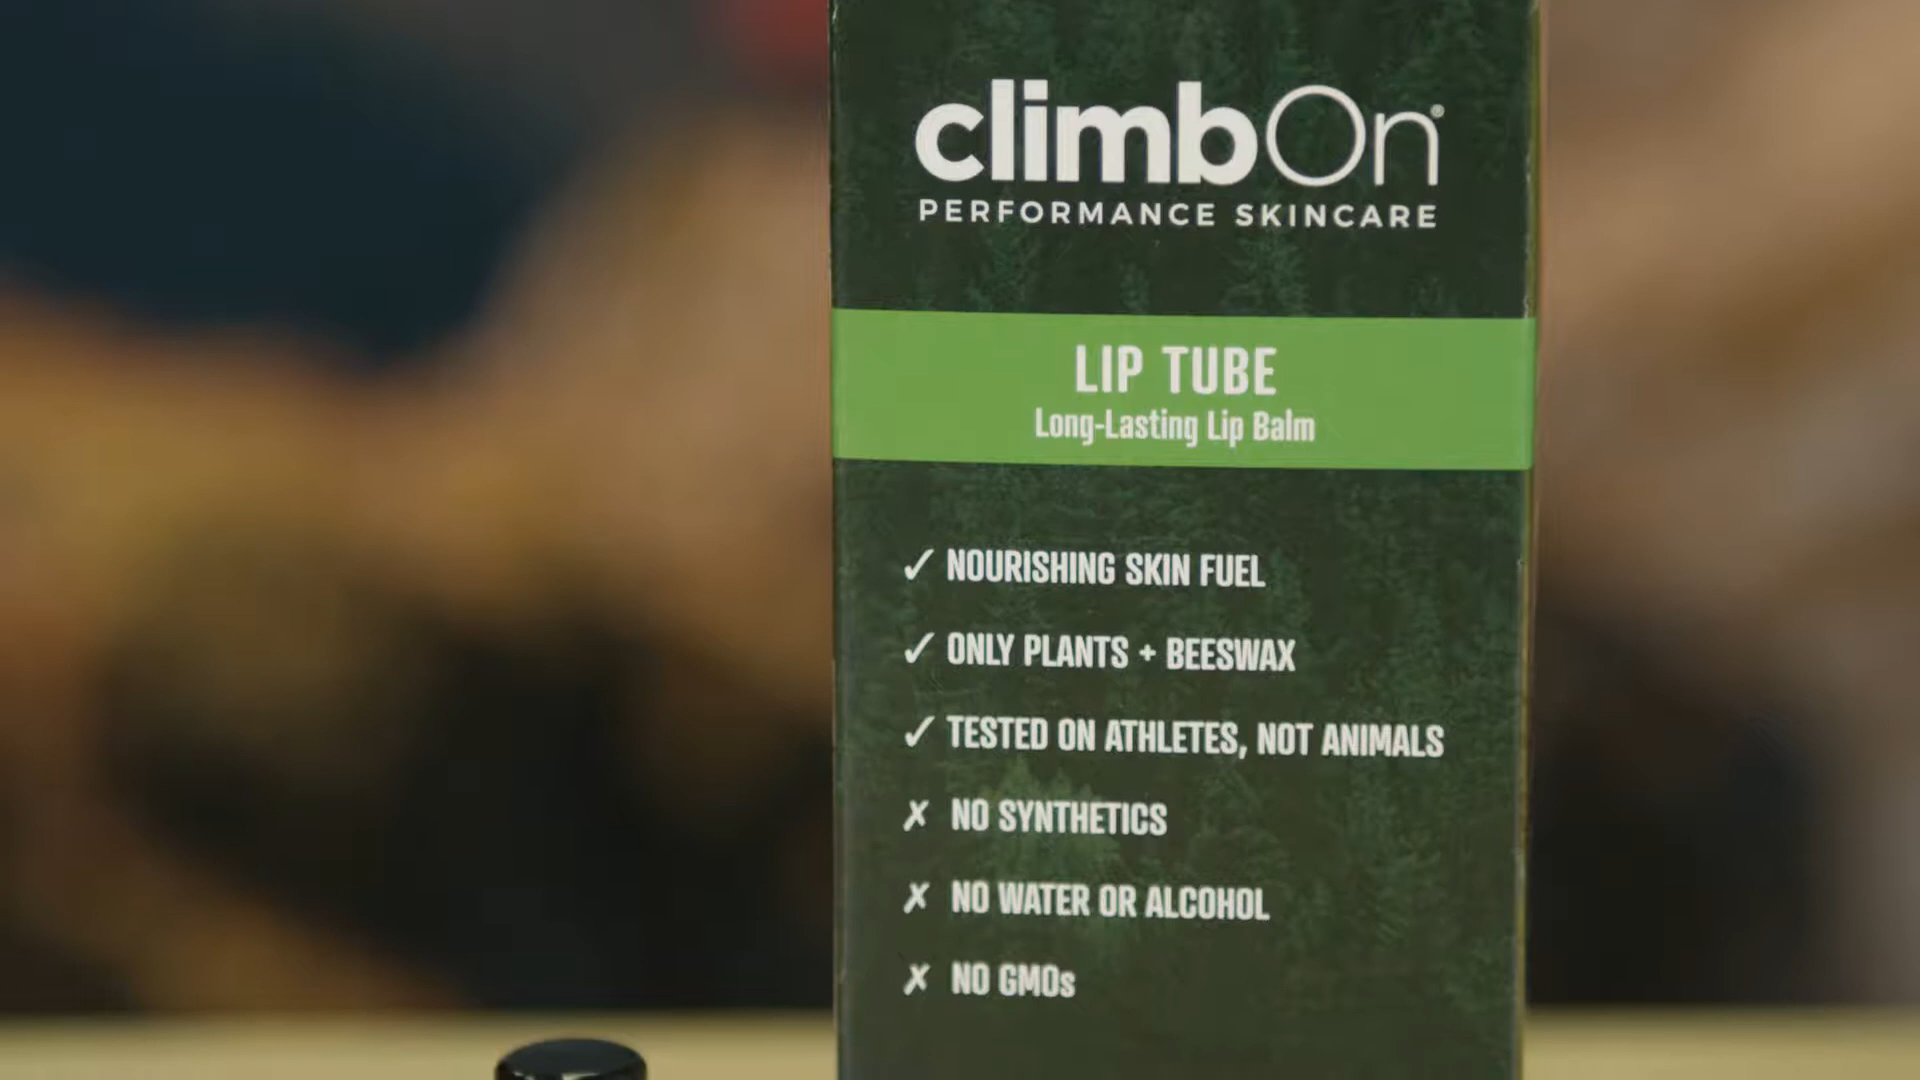 climbOn®
PERFORMANCE SKINCARE
LIP TUBE
Long-Lasting Lip Balm
✓ NOURISHING SKIN FUEL
✓ ONLY PLANTS + BEESWAX
✓ TESTED ON ATHLETES, NOT ANIMALS
✗ NO SYNTHETICS
✗ NO WATER OR ALCOHOL
✗ NO GMOs